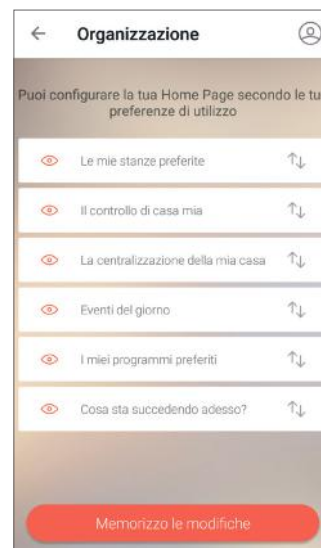 Organizzazione
Puoi configurare la tua Home Page secondo le tu
preferenze di utilizzo
Le mie stanze preferite
Il controllo di casa mia
La centralizzazione della mia casa
Eventi del giorno
I miei programmi preferiti
Cosa sta succedendo adesso?
Memorizzo le modifiche